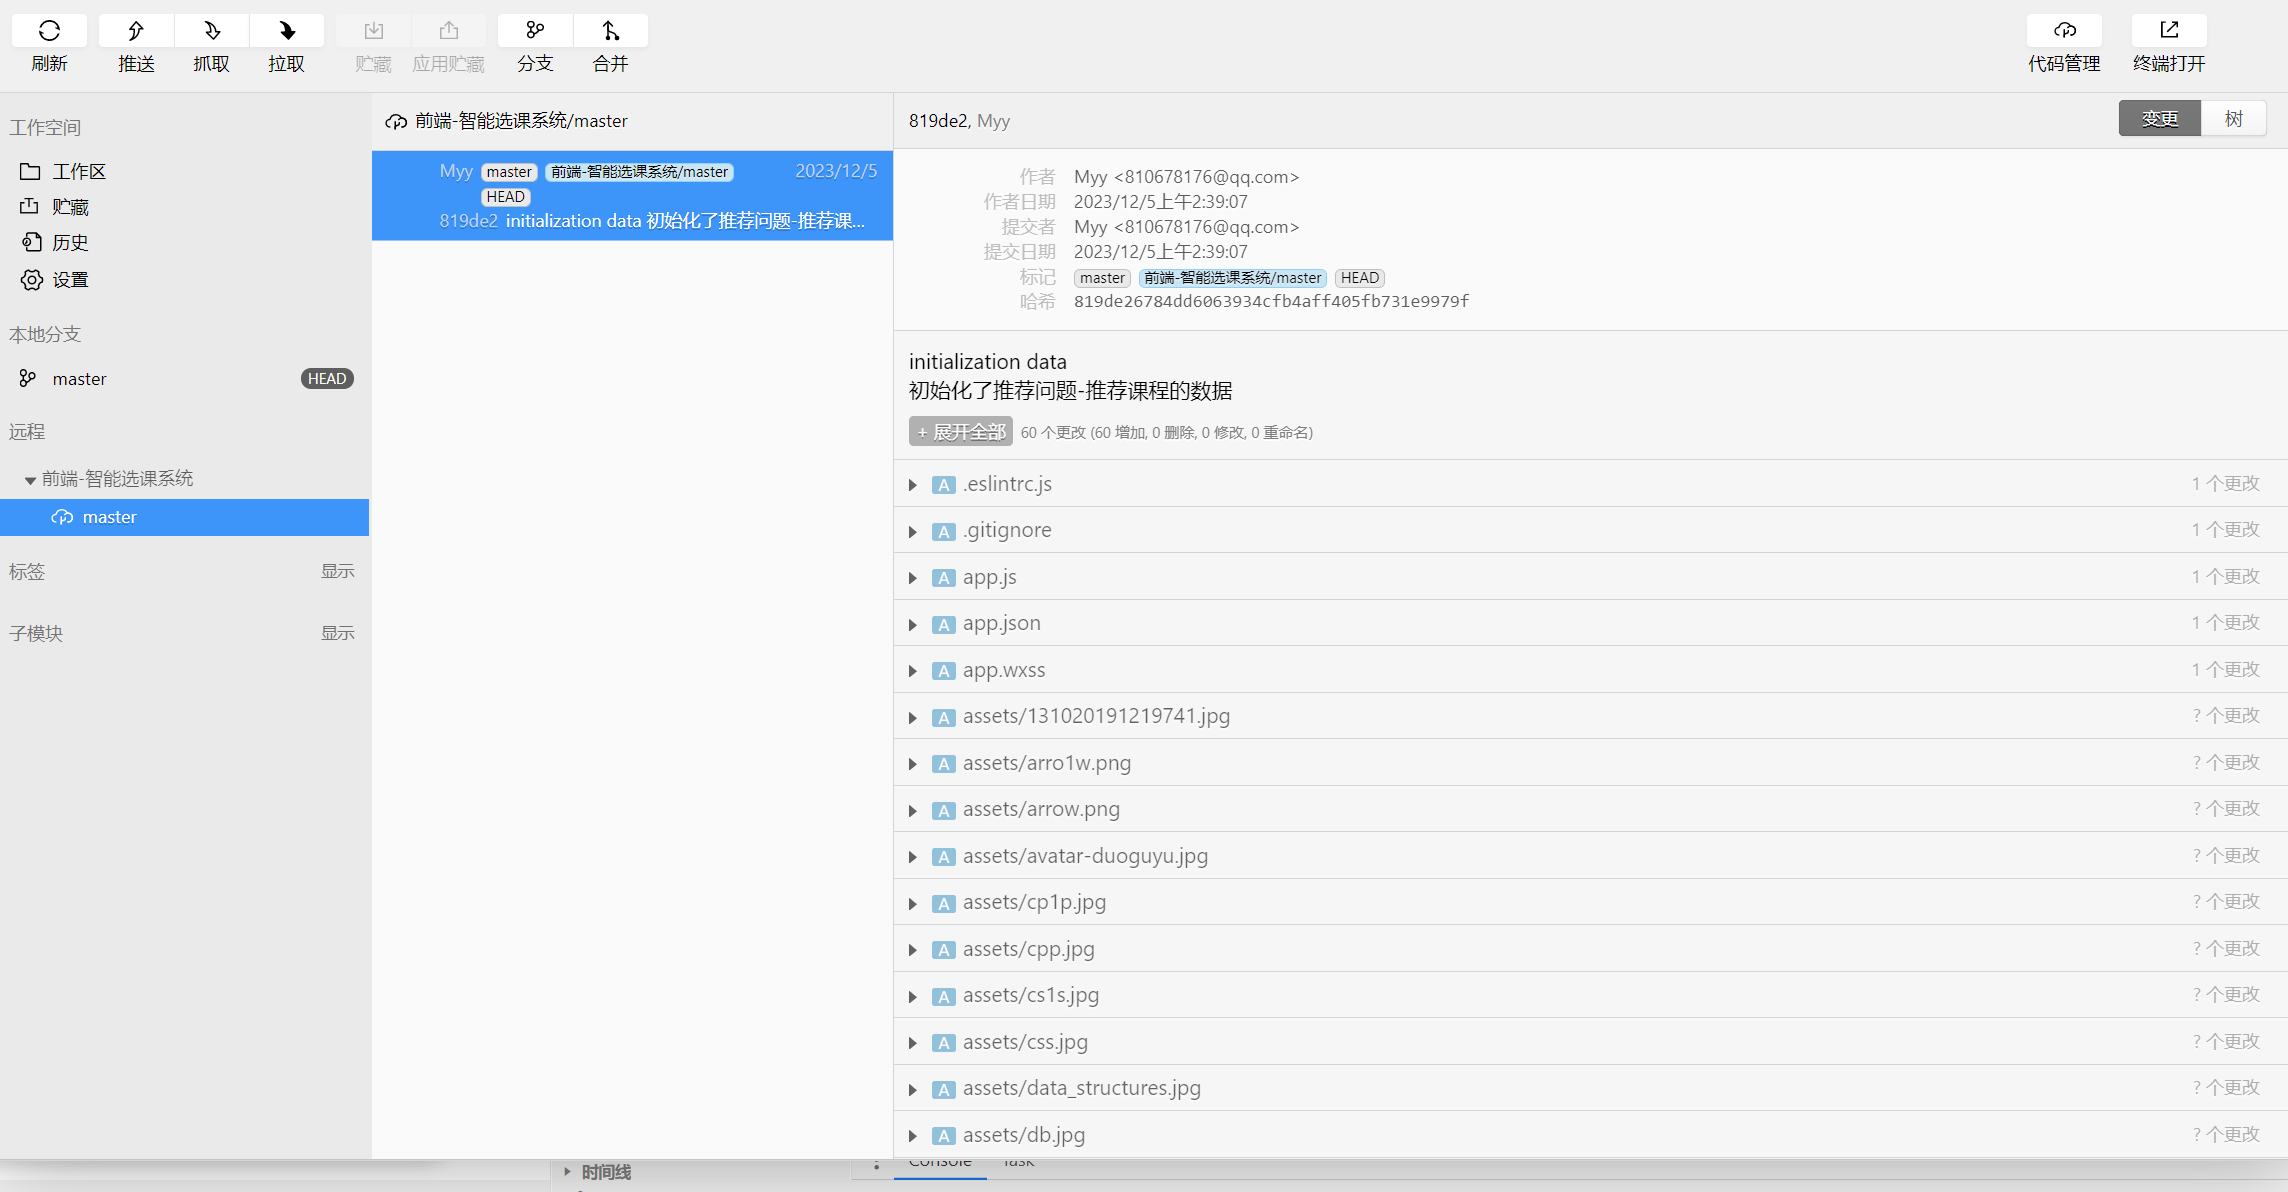 刷新 推送 抓取 拉取 贮藏 应用贮藏 分支 合并 代码管理 终端打开
工作空间
工作区
贮藏
历史
设置
本地分支
master HEAD
远程
前端-智能选课系统
master
标签 显示
子模块 显示
前端-智能选课系统/master
Myy master 前端-智能选课系统/master 2023/12/5
HEAD
819de2 initialization data 初始化了推荐问题-推荐课...
819de2, Myy 变更 树
作者 Myy <810678176@qq.com>
作者日期 2023/12/5上午2:39:07
提交者 Myy <810678176@qq.com>
提交日期 2023/12/5上午2:39:07
标记 master 前端-智能选课系统/master HEAD
哈希 819de26784dd6063934cfb4aff405fb731e9979f
initialization data
初始化了推荐问题-推荐课程的数据
+ 展开全部 60 个更改 (60 增加, 0 删除, 0 修改, 0 重命名)
A .eslintrc.js 1 个更改
A .gitignore 1 个更改
A app.js 1 个更改
A app.json 1 个更改
A app.wxss 1 个更改
A assets/131020191219741.jpg ? 个更改
A assets/arro1w.png ? 个更改
A assets/arrow.png ? 个更改
A assets/avatar-duoguyu.jpg ? 个更改
A assets/cp1p.jpg ? 个更改
A assets/cpp.jpg ? 个更改
A assets/cs1s.jpg ? 个更改
A assets/css.jpg ? 个更改
A assets/data_structures.jpg ? 个更改
A assets/db.jpg ? 个更改
时间线 Console Task